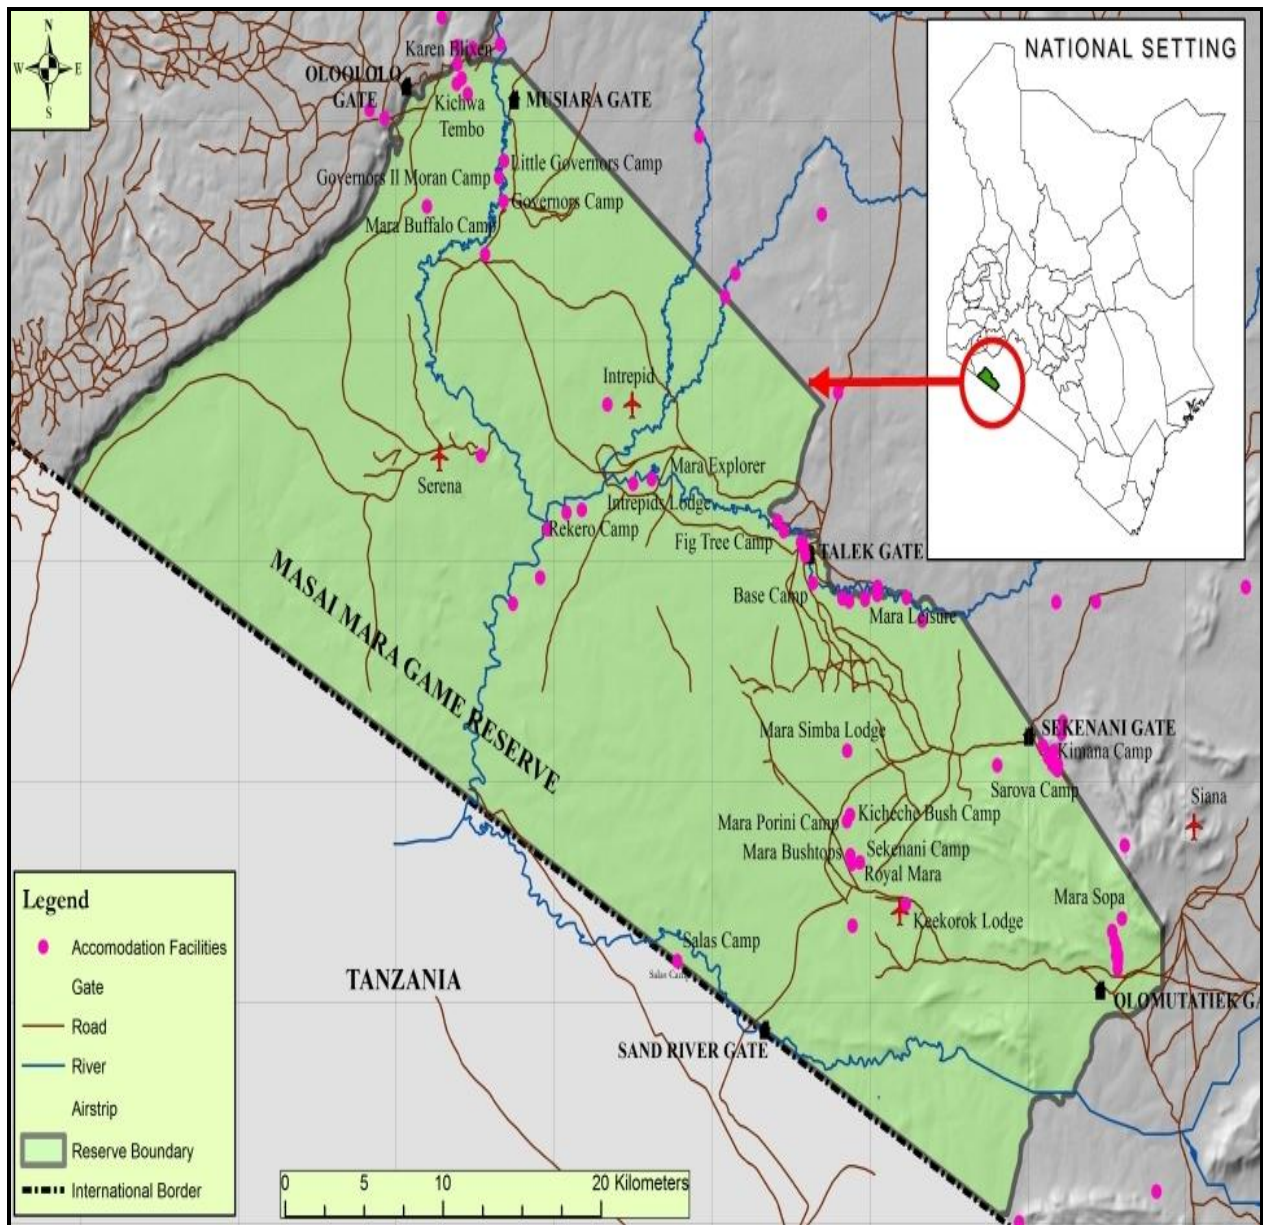 N
W E
S
NATIONAL SETTING
Karen Blixen
OLOOLOLO
GATE
Kichwa
Tembo
MUSIARA GATE
Little Governors Camp
Governors Il Moran Camp
Governors Camp
Mara Buffalo Camp
Intrepid
Serena
Mara Explorer
Intrepids Lodge
Rekero Camp
Fig Tree Camp
TALEK GATE
Base Camp
Mara Leisure
MASAI MARA GAME RESERVE
Mara Simba Lodge
SEKENANI GATE
Kimana Camp
Sarova Camp
Siana
Mara Porini Camp
Kicheche Bush Camp
Mara Bushtops
Sekenani Camp
Royal Mara
Mara Sopa
Keekorok Lodge
Salas Camp
TANZANIA
OLOMUTATIEK GA
SAND RIVER GATE
Legend
Accomodation Facilities
Gate
Road
River
Airstrip
Reserve Boundary
International Border
0 5 10 20 Kilometers